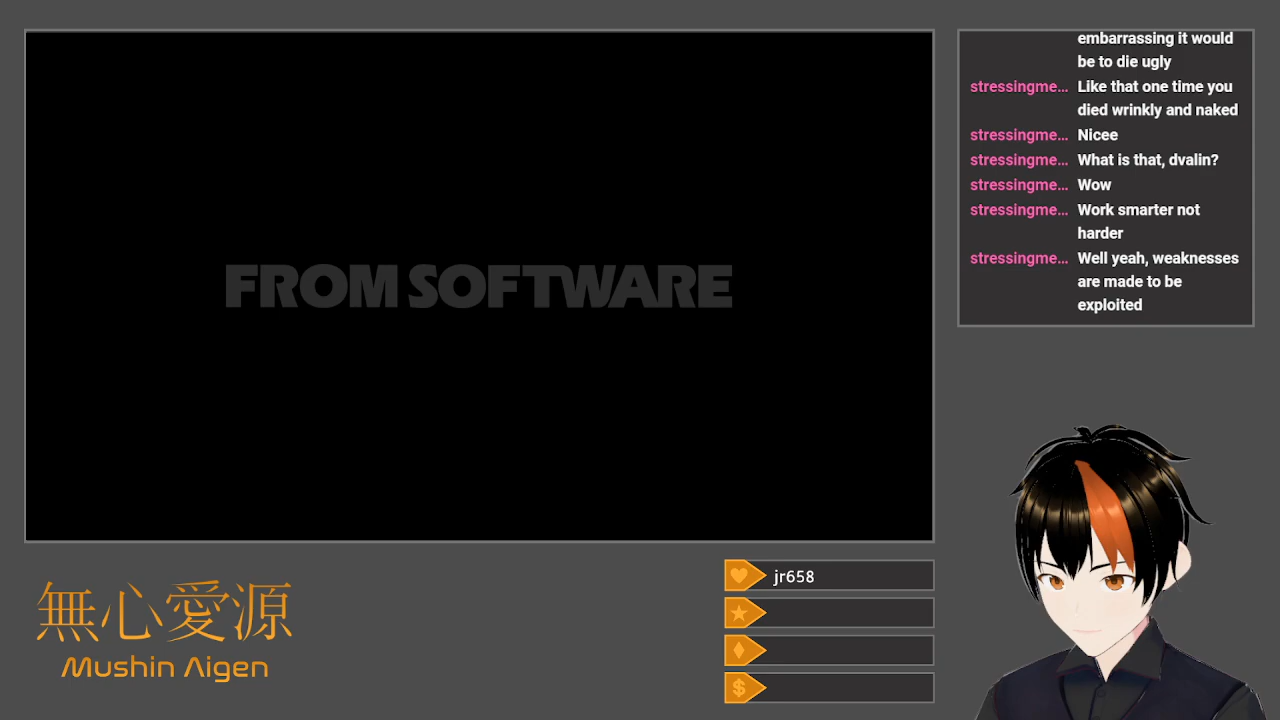 FROM SOFTWARE
embarrassing it would
be to die ugly
stressingme... Like that one time you
died wrinkly and naked
stressingme... Nicee
stressingme... What is that, dvalin?
stressingme... Wow
stressingme... Work smarter not
harder
stressingme... Well yeah, weaknesses
are made to be
exploited
jr658
$
無心愛源
Mushin Aigen